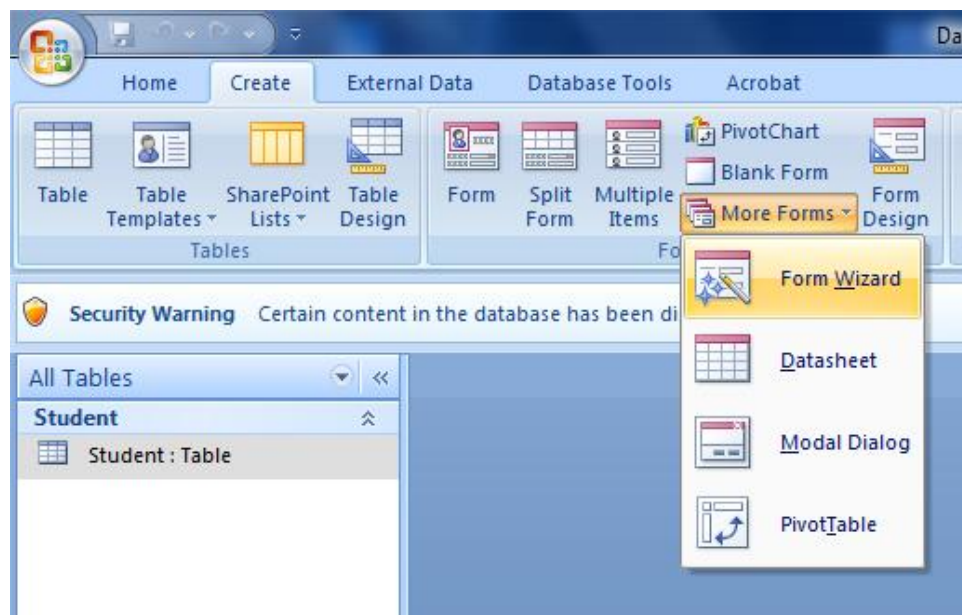 Da
Home Create External Data Database Tools Acrobat
Table
Table
Templates
SharePoint
Lists
Table
Design
Form
Split
Form
Multiple
Items
PivotChart
Blank Form
More Forms
Form
Design
Tables
Fo
Form Wizard
Datasheet
Modal Dialog
PivotTable
Security Warning Certain content in the database has been di
All Tables
Student
Student : Table